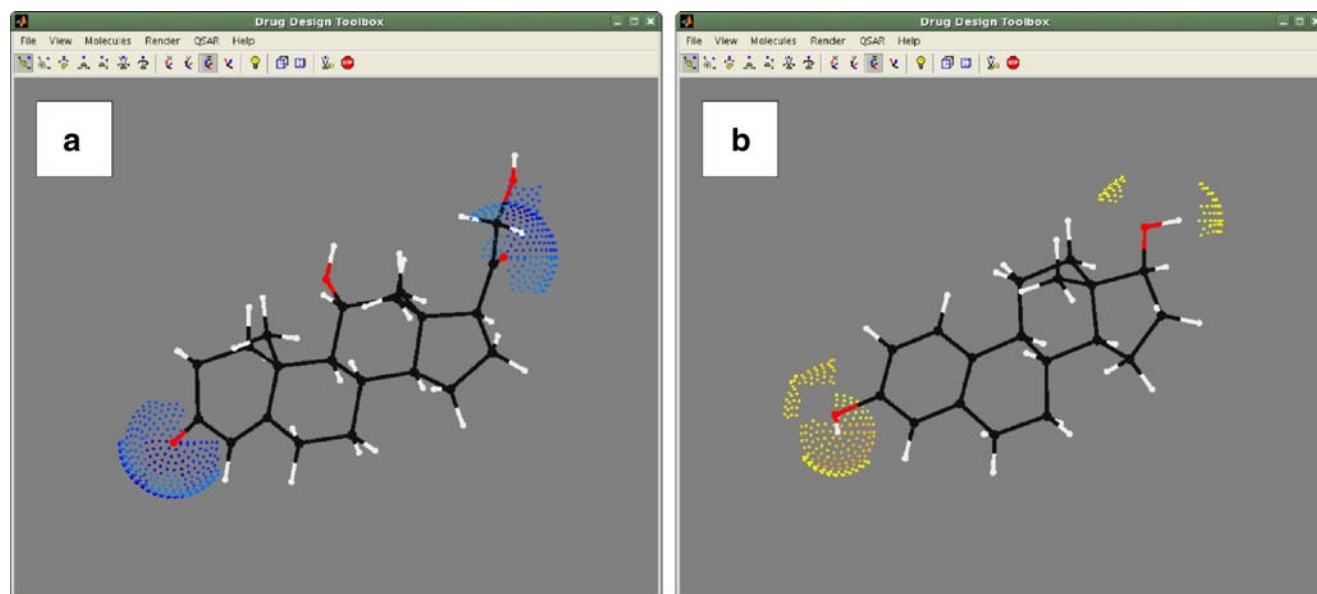 Drug Design Toolbox
File View Molecules Render QSAR Help
a
Drug Design Toolbox
File View Molecules Render QSAR Help
b